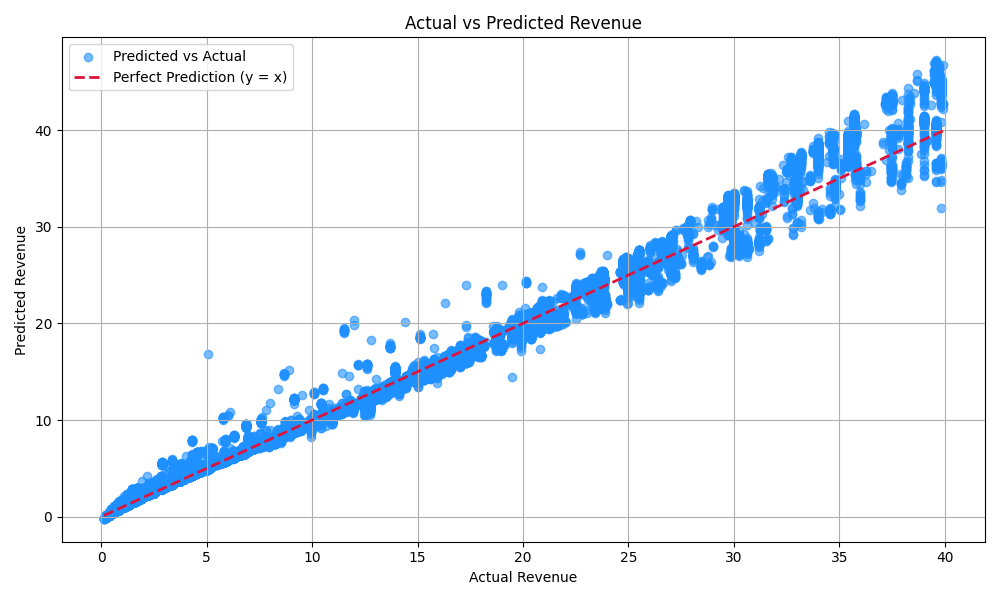 Actual vs Predicted Revenue
Predicted vs Actual
Perfect Prediction (y = x)
Predicted Revenue
40
30
20
10
0
0 5 10 15 20 25 30 35 40
Actual Revenue